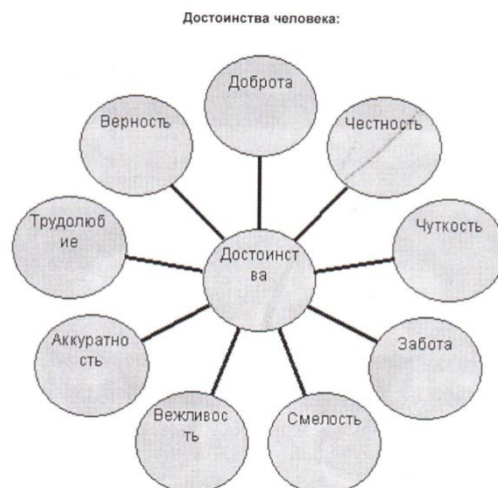 Достоинства человека:
Доброта
Честность
Чуткость
Забота
Смелость
Вежливос
ть
Аккуратно
сть
Трудолюб
ие
Верность
Достоинст
ва